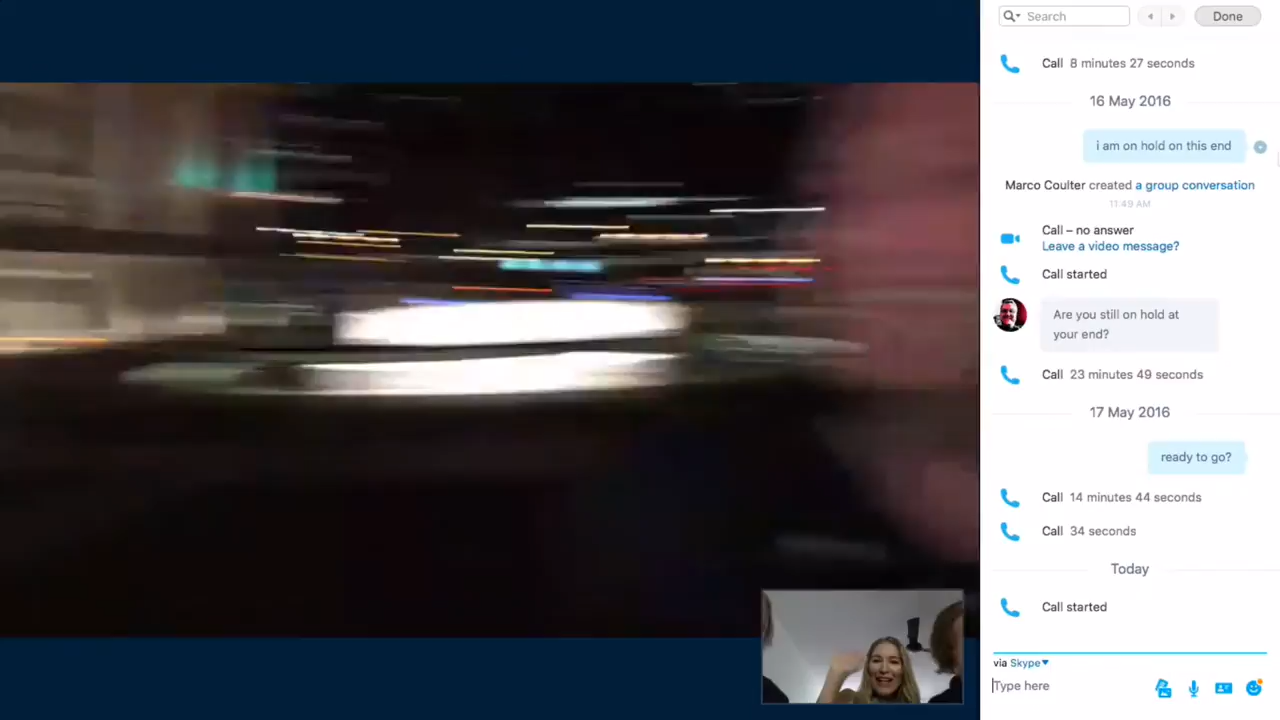 Search
Done
Call 8 minutes 27 seconds
16 May 2016
i am on hold on this end
Marco Coulter created a group conversation
11:49 AM
Call – no answer
Leave a video message?
Call started
Are you still on hold at
your end?
Call 23 minutes 49 seconds
17 May 2016
ready to go?
Call 14 minutes 44 seconds
Call 34 seconds
Today
Call started
via Skype
Type here